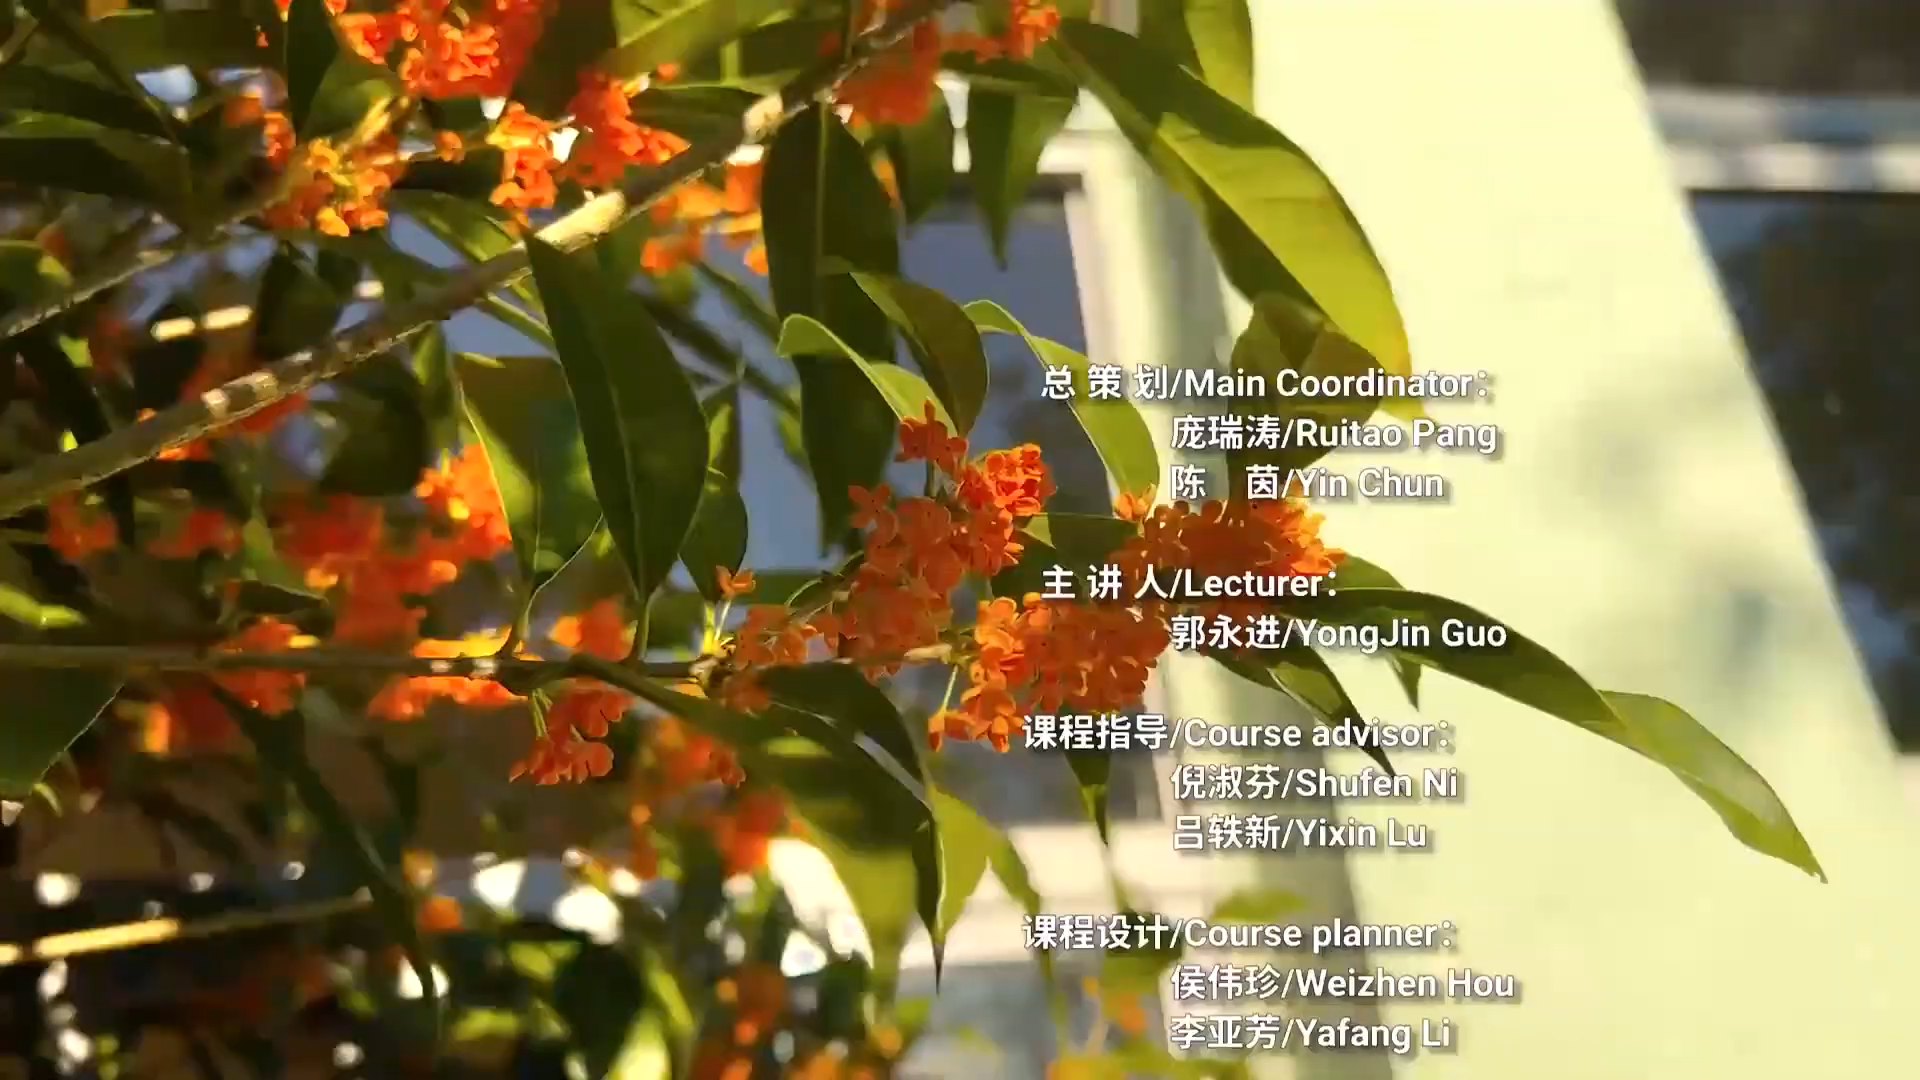 总 策 划/Main Coordinator：
庞瑞涛/Ruitao Pang
陈 茵/Yin Chun
主 讲 人/Lecturer：
郭永进/YongJin Guo
课程指导/Course advisor：
倪淑芬/Shufen Ni
吕轶新/Yixin Lu
课程设计/Course planner：
侯伟珍/Weizhen Hou
李亚芳/Yafang Li